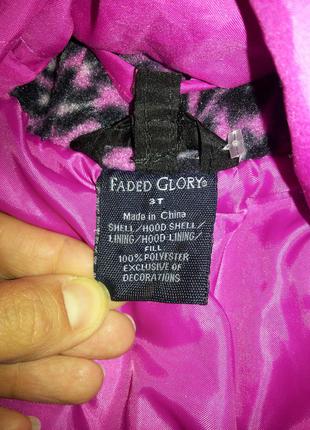 FADED GLORY®
3T
Made in China
SHELL/HOOD SHELL/
LINING/HOOD LINING/
FILL
100% POLYESTER
EXCLUSIVE OF
DECORATIONS